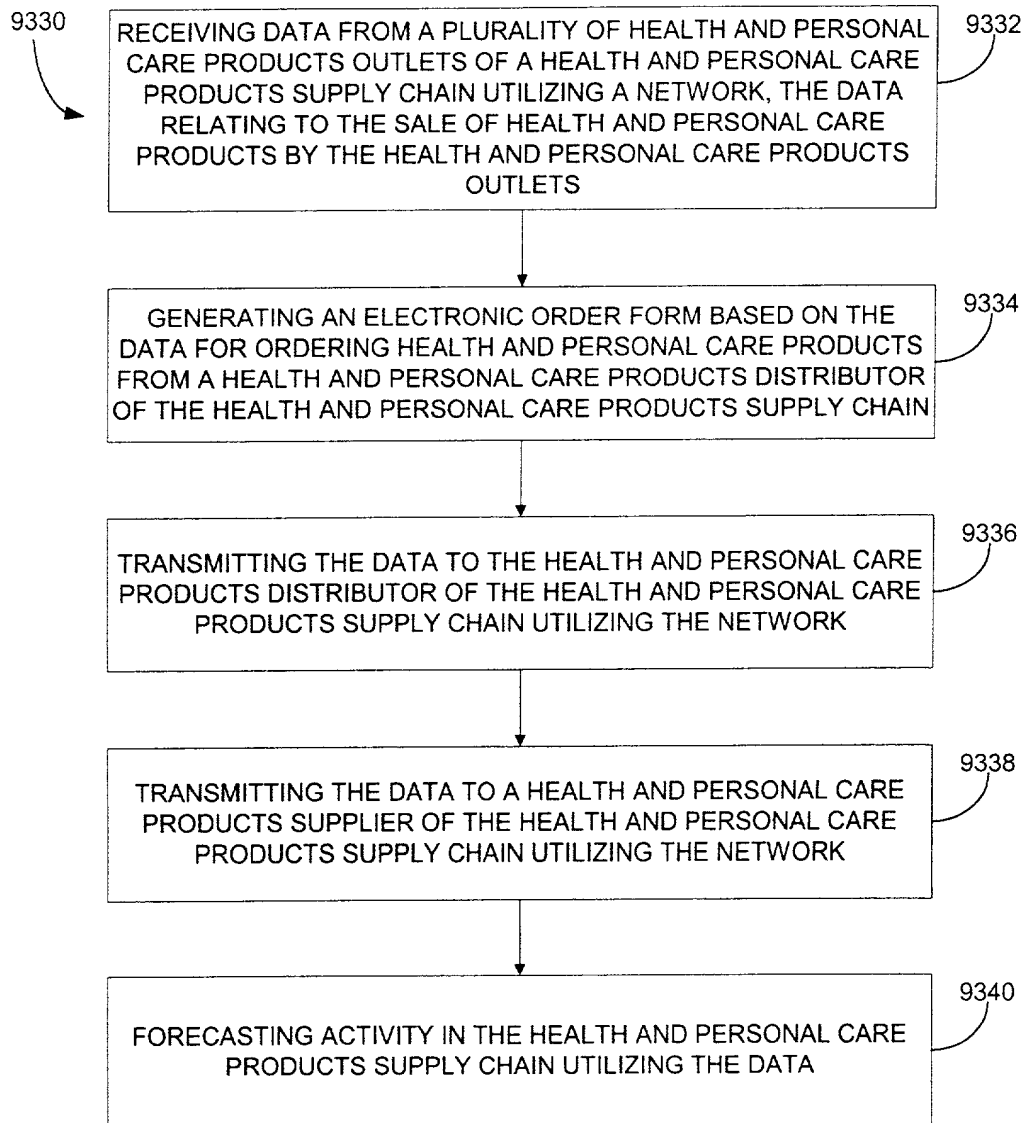 9330
RECEIVING DATA FROM A PLURALITY OF HEALTH AND PERSONAL
CARE PRODUCTS OUTLETS OF A HEALTH AND PERSONAL CARE
PRODUCTS SUPPLY CHAIN UTILIZING A NETWORK, THE DATA
RELATING TO THE SALE OF HEALTH AND PERSONAL CARE
PRODUCTS BY THE HEALTH AND PERSONAL CARE PRODUCTS
OUTLETS
9332
GENERATING AN ELECTRONIC ORDER FORM BASED ON THE
DATA FOR ORDERING HEALTH AND PERSONAL CARE PRODUCTS
FROM A HEALTH AND PERSONAL CARE PRODUCTS DISTRIBUTOR
OF THE HEALTH AND PERSONAL CARE PRODUCTS SUPPLY CHAIN
9334
TRANSMITTING THE DATA TO THE HEALTH AND PERSONAL CARE
PRODUCTS DISTRIBUTOR OF THE HEALTH AND PERSONAL CARE
PRODUCTS SUPPLY CHAIN UTILIZING THE NETWORK
9336
TRANSMITTING THE DATA TO A HEALTH AND PERSONAL CARE
PRODUCTS SUPPLIER OF THE HEALTH AND PERSONAL CARE
PRODUCTS SUPPLY CHAIN UTILIZING THE NETWORK
9338
FORECASTING ACTIVITY IN THE HEALTH AND PERSONAL CARE
PRODUCTS SUPPLY CHAIN UTILIZING THE DATA
9340